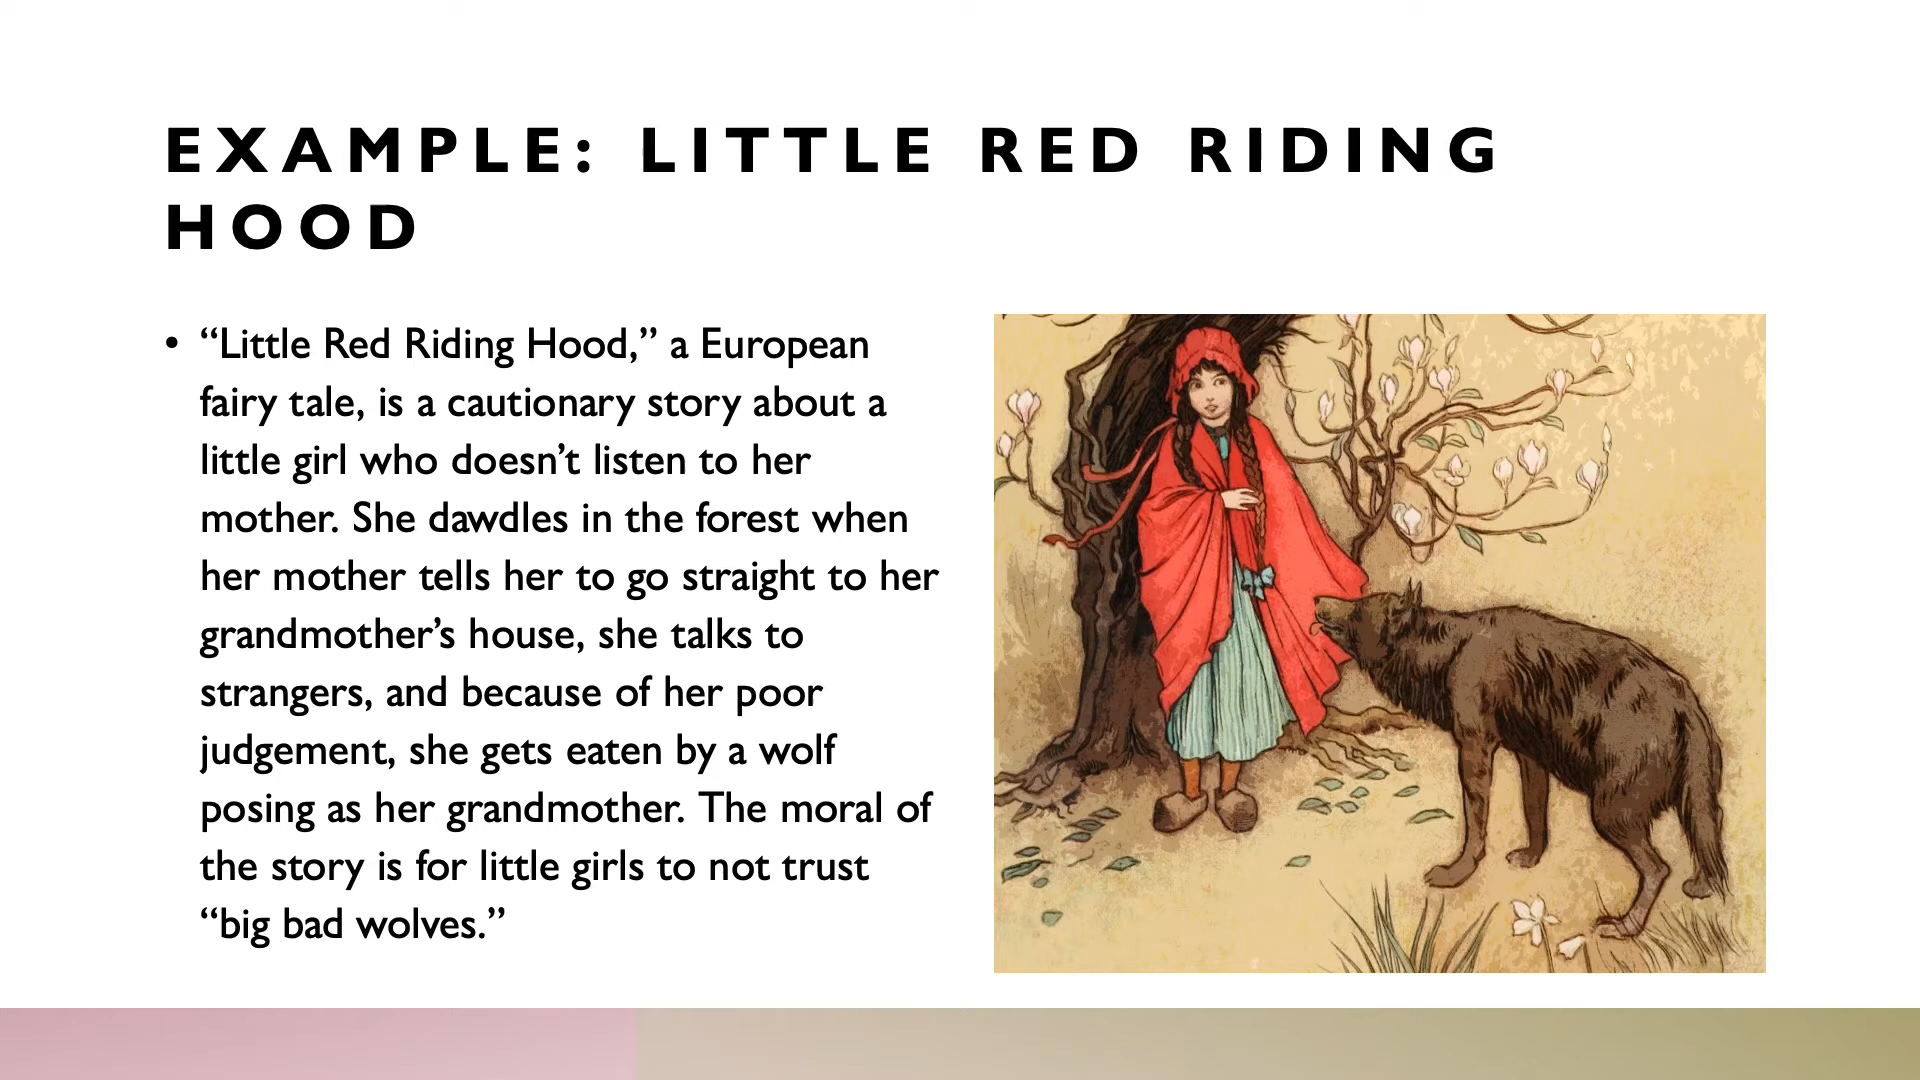 EXAMPLE: LITTLE RED RIDING
HOOD
• “Little Red Riding Hood,” a European
fairy tale, is a cautionary story about a
little girl who doesn’t listen to her
mother. She dawdles in the forest when
her mother tells her to go straight to her
grandmother’s house, she talks to
strangers, and because of her poor
judgement, she gets eaten by a wolf
posing as her grandmother. The moral of
the story is for little girls to not trust
“big bad wolves.”